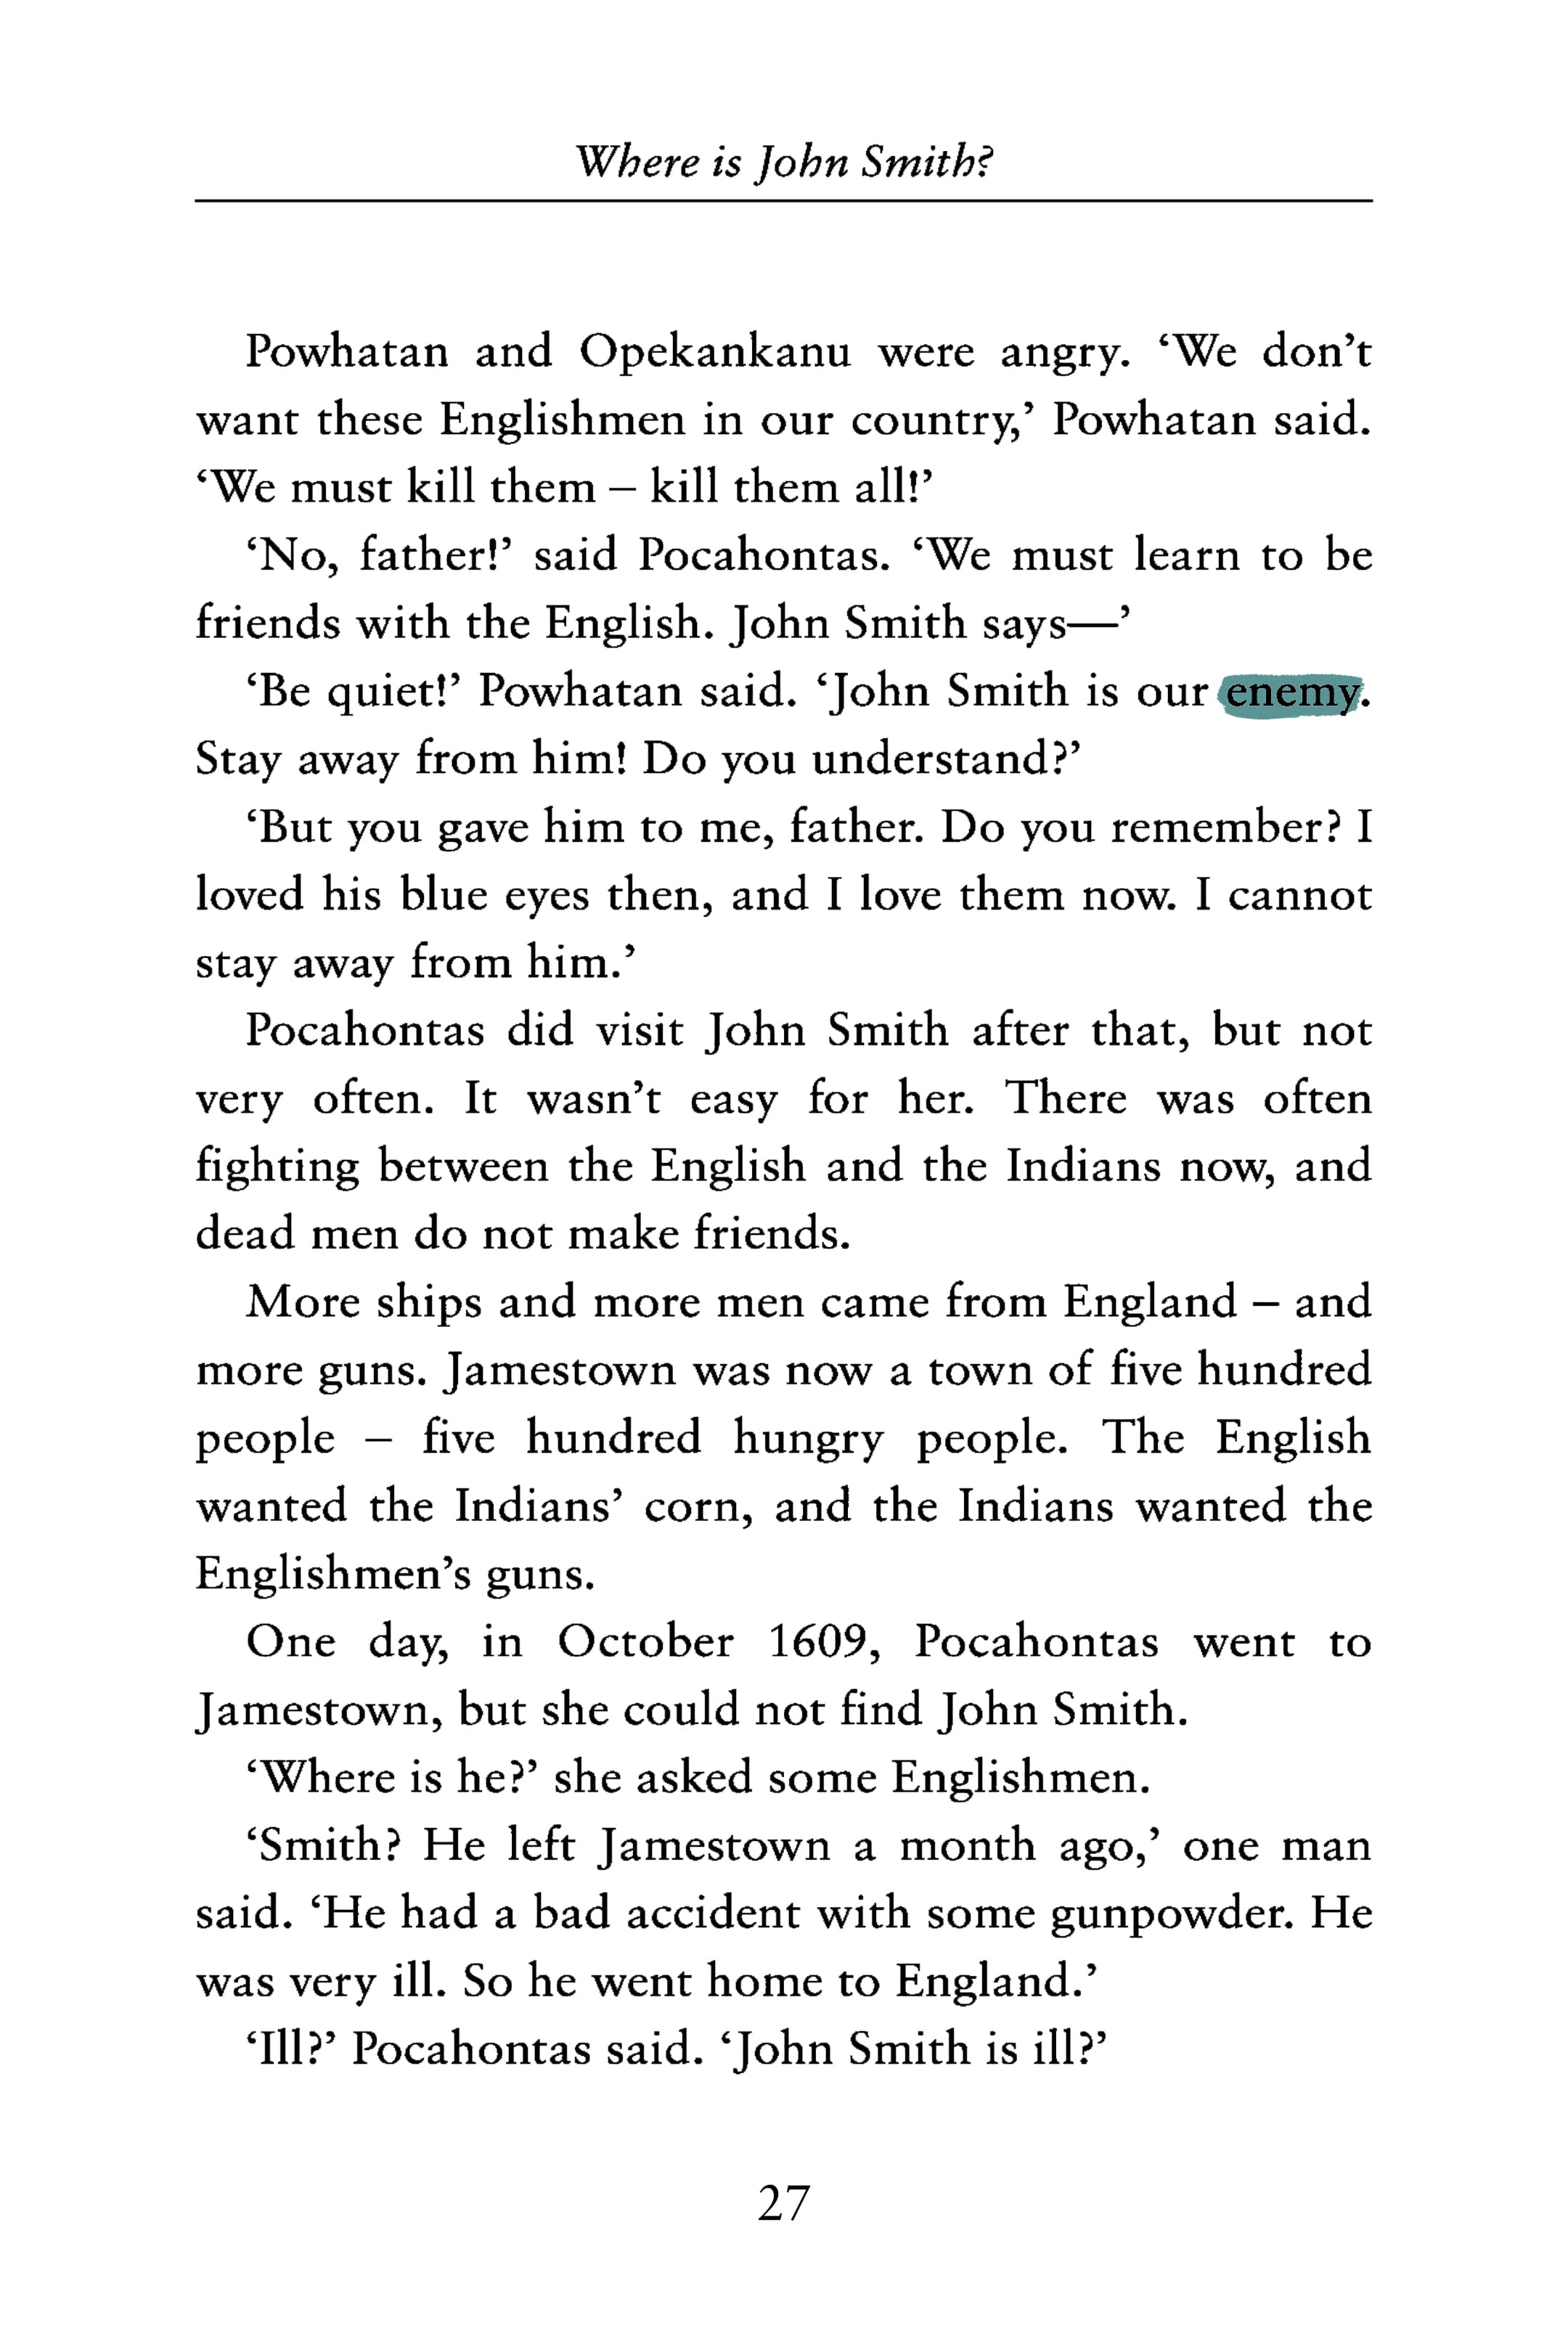 Where is John Smith?
Powhatan and Opekankanu were angry. ‘We don’t
want these Englishmen in our country,’ Powhatan said.
‘We must kill them – kill them all!’
‘No, father!’ said Pocahontas. ‘We must learn to be
friends with the English. John Smith says—’
‘Be quiet!’ Powhatan said. ‘John Smith is our enemy.
Stay away from him! Do you understand?’
‘But you gave him to me, father. Do you remember? I
loved his blue eyes then, and I love them now. I cannot
stay away from him.’
Pocahontas did visit John Smith after that, but not
very often. It wasn’t easy for her. There was often
fighting between the English and the Indians now, and
dead men do not make friends.
More ships and more men came from England – and
more guns. Jamestown was now a town of five hundred
people – five hundred hungry people. The English
wanted the Indians’ corn, and the Indians wanted the
Englishmen’s guns.
One day, in October 1609, Pocahontas went to
Jamestown, but she could not find John Smith.
‘Where is he?’ she asked some Englishmen.
‘Smith? He left Jamestown a month ago,’ one man
said. ‘He had a bad accident with some gunpowder. He
was very ill. So he went home to England.’
‘Ill?’ Pocahontas said. ‘John Smith is ill?’
27